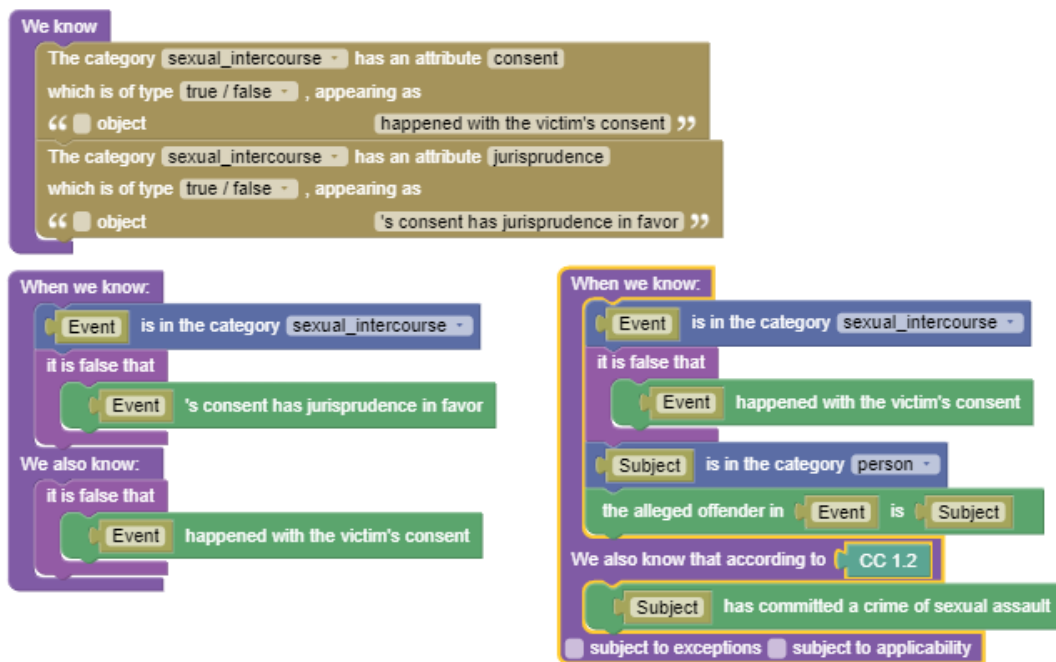 We know
The category sexual_intercourse has an attribute consent
which is of type true / false , appearing as
“ object happened with the victim's consent ”
The category sexual_intercourse has an attribute jurisprudence
which is of type true / false , appearing as
“ object 's consent has jurisprudence in favor ”
When we know:
Event is in the category sexual_intercourse
it is false that
Event 's consent has jurisprudence in favor
We also know:
it is false that
Event happened with the victim's consent
When we know:
Event is in the category sexual_intercourse
it is false that
Event happened with the victim's consent
Subject is in the category person
the alleged offender in Event is Subject
We also know that according to CC 1.2
Subject has committed a crime of sexual assault
subject to exceptions subject to applicability